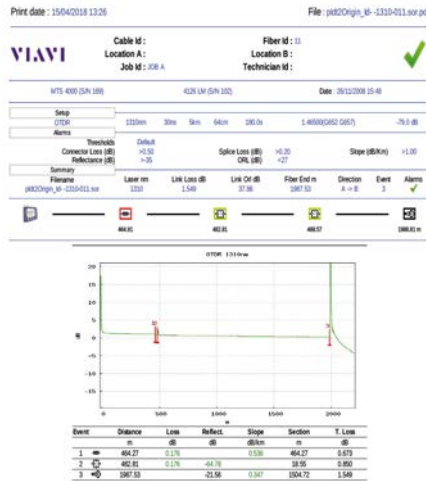 Print date : 15/04/2018 13:26 File : pidt2Origin_ld--1310-011.sor.pd
VIAVI
Cable Id : Fiber Id : 11
Location A : Location B :
Job Id : JOB A Technician Id :
MTS 4000 (S/N 169) 4126 LM (S/N 102) Date : 26/11/2008 15:48
Setup
OTDR 1310nm 30ns 5km 64cm 180.0s 1.46500(G652 G657) -79.0 dB
Alarms
Thresholds Default
Connector Loss (dB) >0.50 Splice Loss (dB) >0.20 Slope (dB/Km) >1.00
Reflectance (dB) >-35 ORL (dB) <27
Summary
Filename Laser nm Link Loss dB Link Orl dB Fiber End m Direction Event Alarms
pidt2Origin_ld--1310-011.sor 1310 1.549 37.86 1987.53 A -> B 3
464.81 482.81 488.57 1988.81 m
OTDR 1310nm
20
15
10
5
dB
0
-5
-10
-15
0 500 1000 1500 2000
m
Event Distance Loss Reflect. Slope Section T. Loss
m dB dB dB/km m dB
1 464.27 0.176 0.536 464.27 0.673
2 482.81 0.176 -64.78 18.55 0.850
3 1987.53 -21.56 0.347 1504.72 1.549